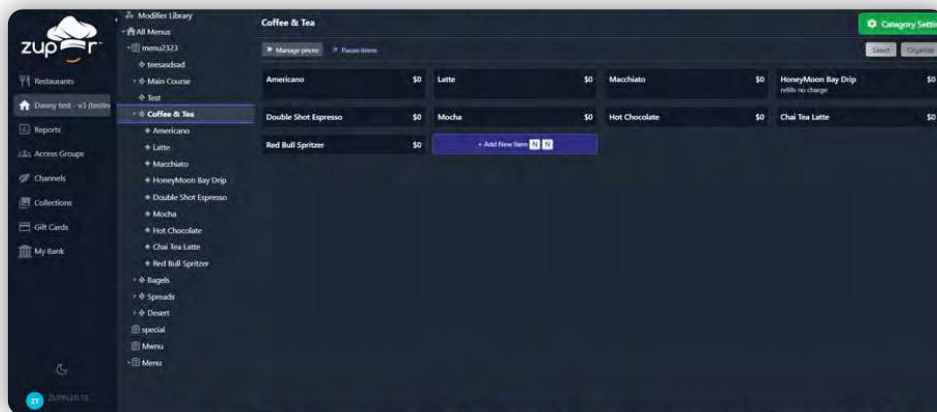 zupper
Restaurants
Danny test - v3 (testin
Reports
Access Groups
Channels
Collections
Gift Cards
My Bank
ZT
Modifier Library
All Menus
menu2323
teesasdsad
Main Course
Test
Coffee & Tea
Americano
Latte
Macchiato
HoneyMoon Bay Drip
Double Shot Espresso
Mocha
Hot Chocolate
Chai Tea Latte
Red Bull Spritzer
Bagels
Spreads
Desert
special
Mwnu
Menu
Coffee & Tea
Category Settin
Manage prices Pause items
Select Organize
Americano $0 Latte $0 Macchiato $0 HoneyMoon Bay Drip $0
refills no charge
Double Shot Espresso $0 Mocha $0 Hot Chocolate $0 Chai Tea Latte $0
Red Bull Spritzer $0 + Add New Item N N